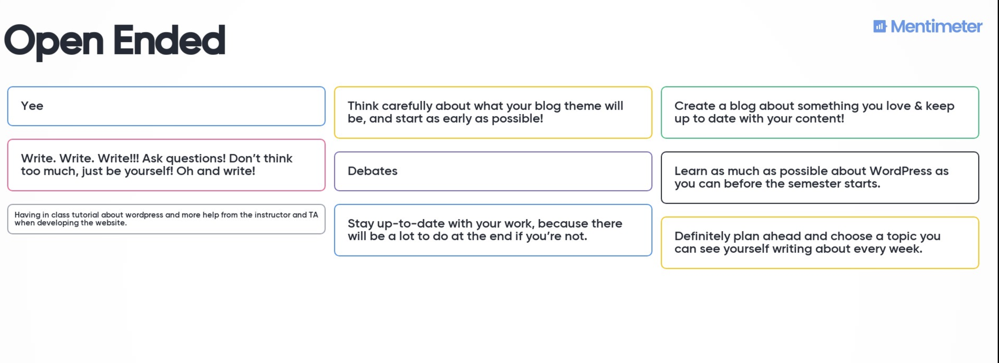 Open Ended
Mentimeter
Yee
Think carefully about what your blog theme will
be, and start as early as possible!
Create a blog about something you love & keep
up to date with your content!
Write. Write. Write!!! Ask questions! Don’t think
too much, just be yourself! Oh and write!
Debates
Learn as much as possible about WordPress as
you can before the semester starts.
Having in class tutorial about wordpress and more help from the instructor and TA
when developing the website.
Stay up-to-date with your work, because there
will be a lot to do at the end if you’re not.
Definitely plan ahead and choose a topic you
can see yourself writing about every week.